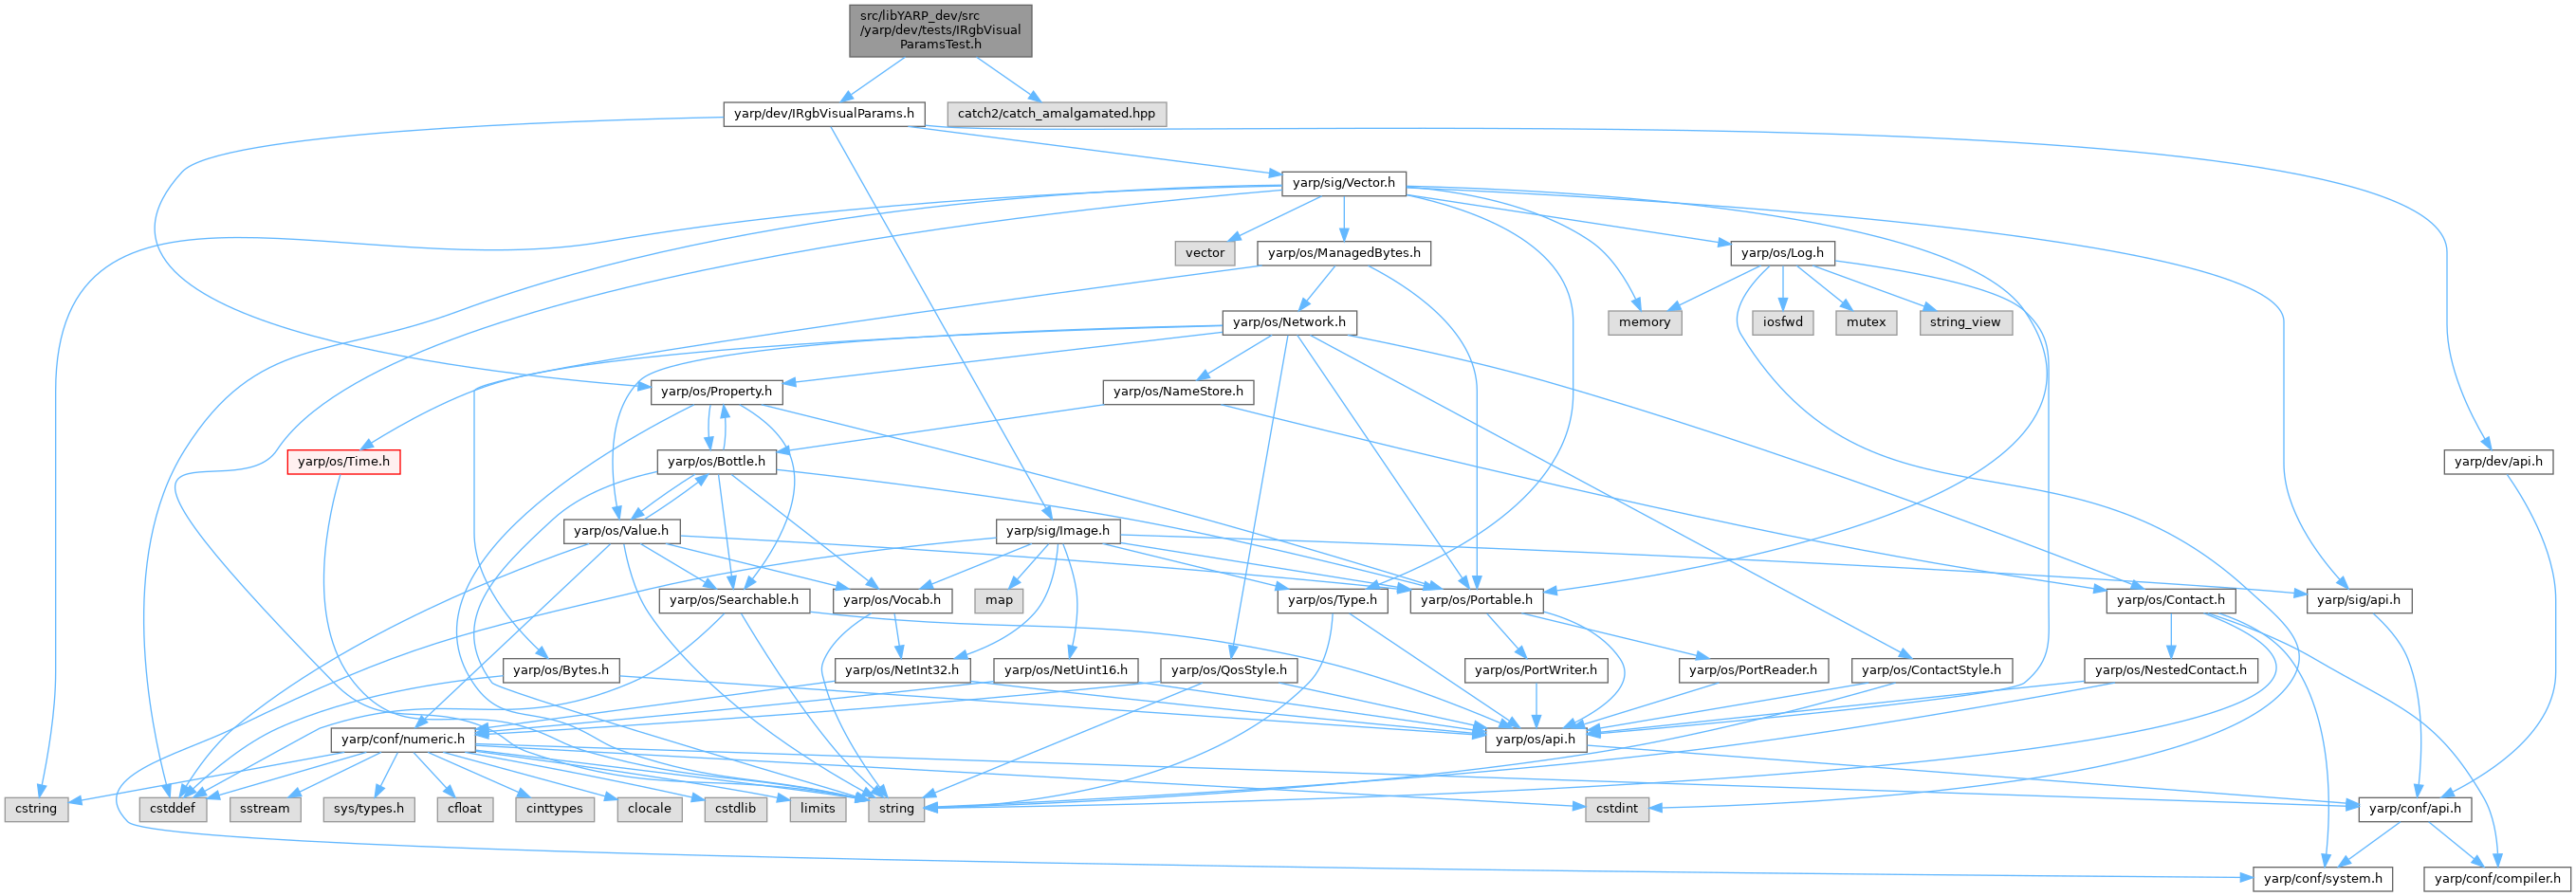 src/libYARP_dev/src
/yarp/dev/tests/IRgbVisual
ParamsTest.h
yarp/dev/IRgbVisualParams.h
catch2/catch_amalgamated.hpp
yarp/sig/Vector.h
vector
yarp/os/ManagedBytes.h
yarp/os/Log.h
yarp/os/Network.h
memory
iosfwd
mutex
string_view
yarp/os/Property.h
yarp/os/NameStore.h
yarp/os/Time.h
yarp/os/Bottle.h
yarp/dev/api.h
yarp/os/Value.h
yarp/sig/Image.h
yarp/os/Searchable.h
yarp/os/Vocab.h
map
yarp/os/Type.h
yarp/os/Portable.h
yarp/os/Contact.h
yarp/sig/api.h
yarp/os/Bytes.h
yarp/os/NetInt32.h
yarp/os/NetUint16.h
yarp/os/QosStyle.h
yarp/os/PortWriter.h
yarp/os/PortReader.h
yarp/os/ContactStyle.h
yarp/os/NestedContact.h
yarp/conf/numeric.h
yarp/os/api.h
cstring
cstddef
sstream
sys/types.h
cfloat
cinttypes
clocale
cstdlib
limits
string
cstdint
yarp/conf/api.h
yarp/conf/system.h
yarp/conf/compiler.h